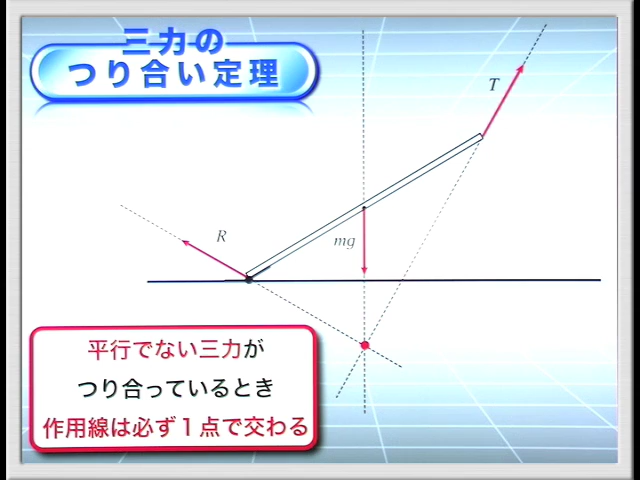 三力の
つり合い定理
T
R
mg
平行でない三力が
つり合っているとき
作用線は必ず1点で交わる